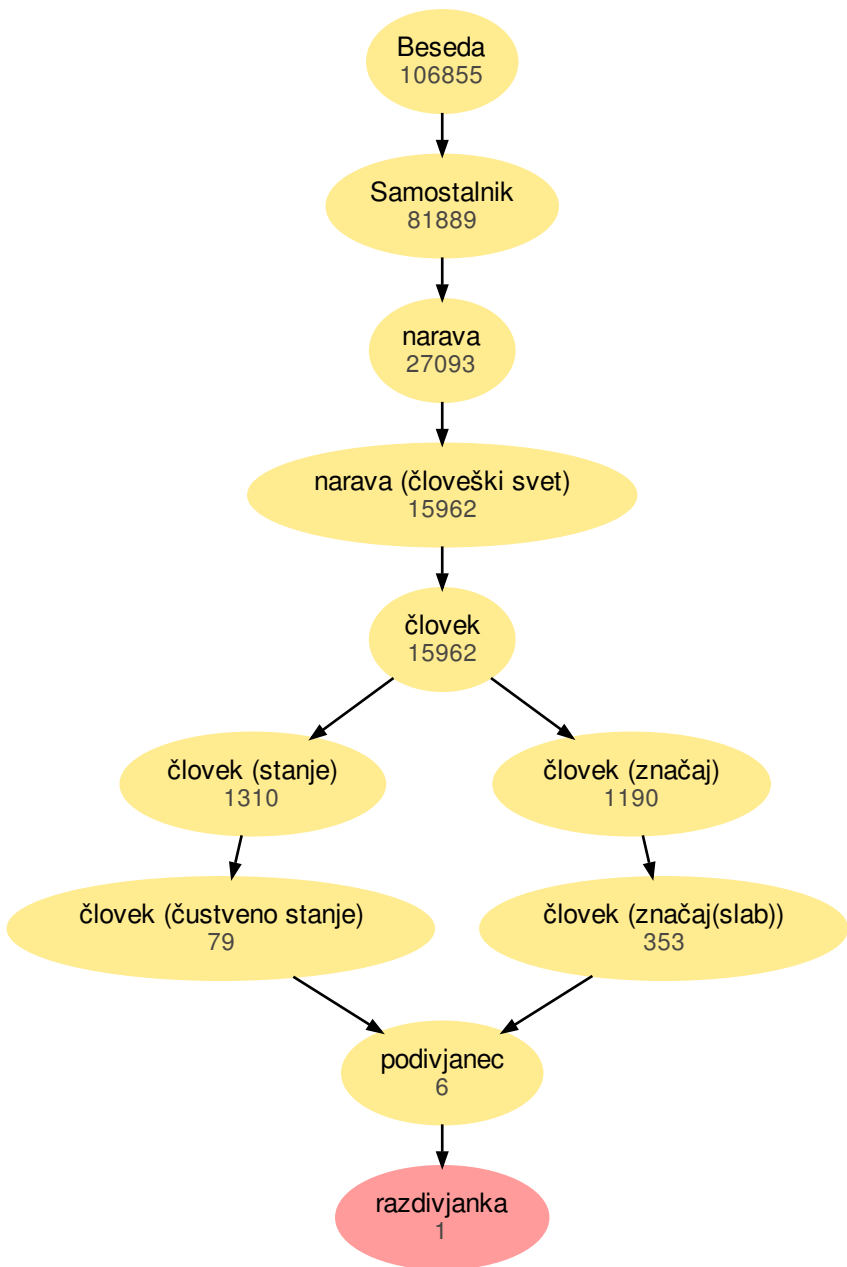 Beseda
106855
Samostalnik
81889
narava
27093
narava (človeški svet)
15962
človek
15962
človek (stanje)
1310
človek (značaj)
1190
človek (čustveno stanje)
79
človek (značaj(slab))
353
podivjanec
6
razdivjanka
1